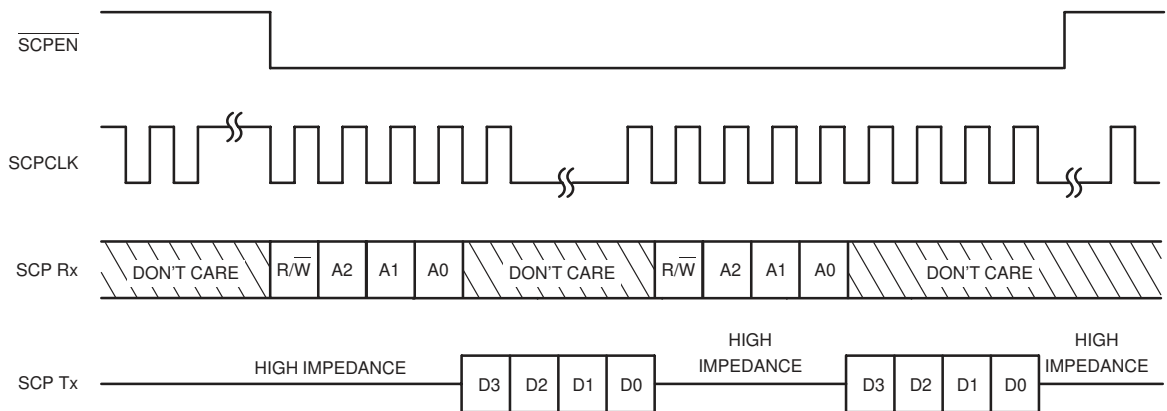 SCPEN
SCPCLK
SCP Rx
DON'T CARE
R/W
A2
A1
A0
DON'T CARE
R/W
A2
A1
A0
DON'T CARE
SCP Tx
HIGH IMPEDANCE
D3
D2
D1
D0
HIGH
IMPEDANCE
D3
D2
D1
D0
HIGH
IMPEDANCE